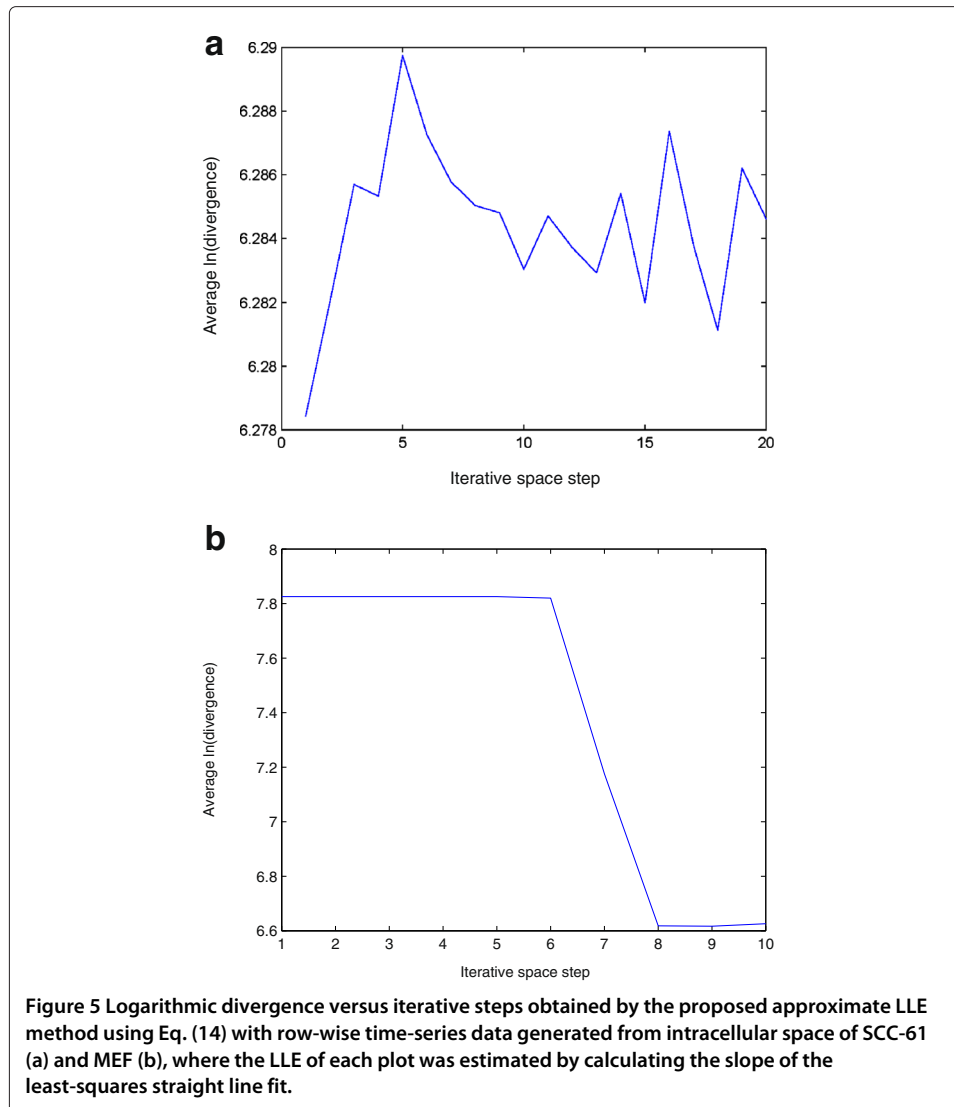 a
6.29
6.288
6.286
6.284
6.282
6.28
6.278
Average ln(divergence)
0 5 10 15 20
Iterative space step
b
8
7.8
7.6
7.4
7.2
7
6.8
6.6
Average ln(divergence)
1 2 3 4 5 6 7 8 9 10
Iterative space step
Figure 5 Logarithmic divergence versus iterative steps obtained by the proposed approximate LLE
method using Eq. (14) with row-wise time-series data generated from intracellular space of SCC-61
(a) and MEF (b), where the LLE of each plot was estimated by calculating the slope of the
least-squares straight line fit.